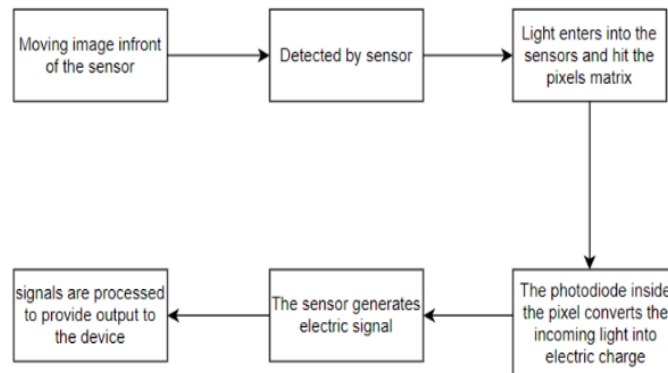 Moving image infront
of the sensor
Detected by sensor
Light enters into the
sensors and hit the
pixels matrix
signals are processed
to provide output to
the device
The sensor generates
electric signal
The photodiode inside
the pixel converts the
incoming light into
electric charge